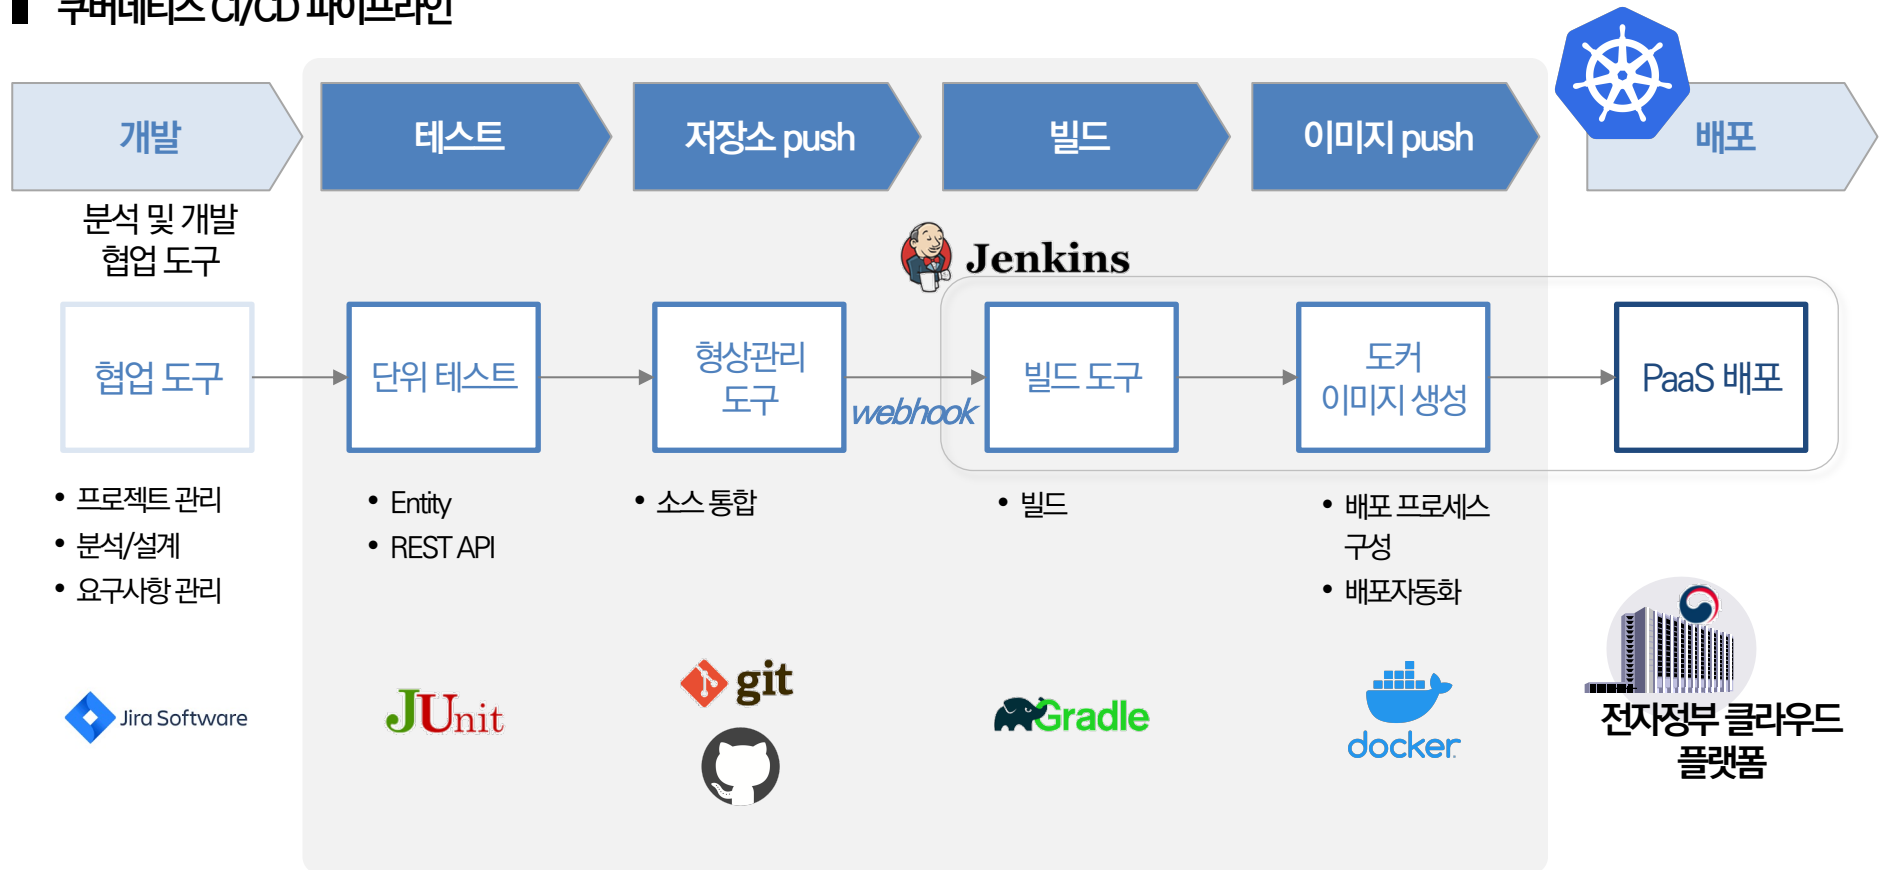 쿠버네티스 CI/CD 파이프라인
개발
테스트
저장소 push
빌드
이미지 push
배포
분석 및 개발
협업 도구
Jenkins
협업 도구
단위 테스트
형상관리
도구
webhook
빌드 도구
도커
이미지 생성
PaaS 배포
• 프로젝트 관리
• 분석/설계
• 요구사항 관리
• Entity
• REST API
• 소스 통합
• 빌드
• 배포 프로세스
구성
• 배포자동화
Jira Software
JUnit
git
Gradle
docker
전자정부 클라우드
플랫폼